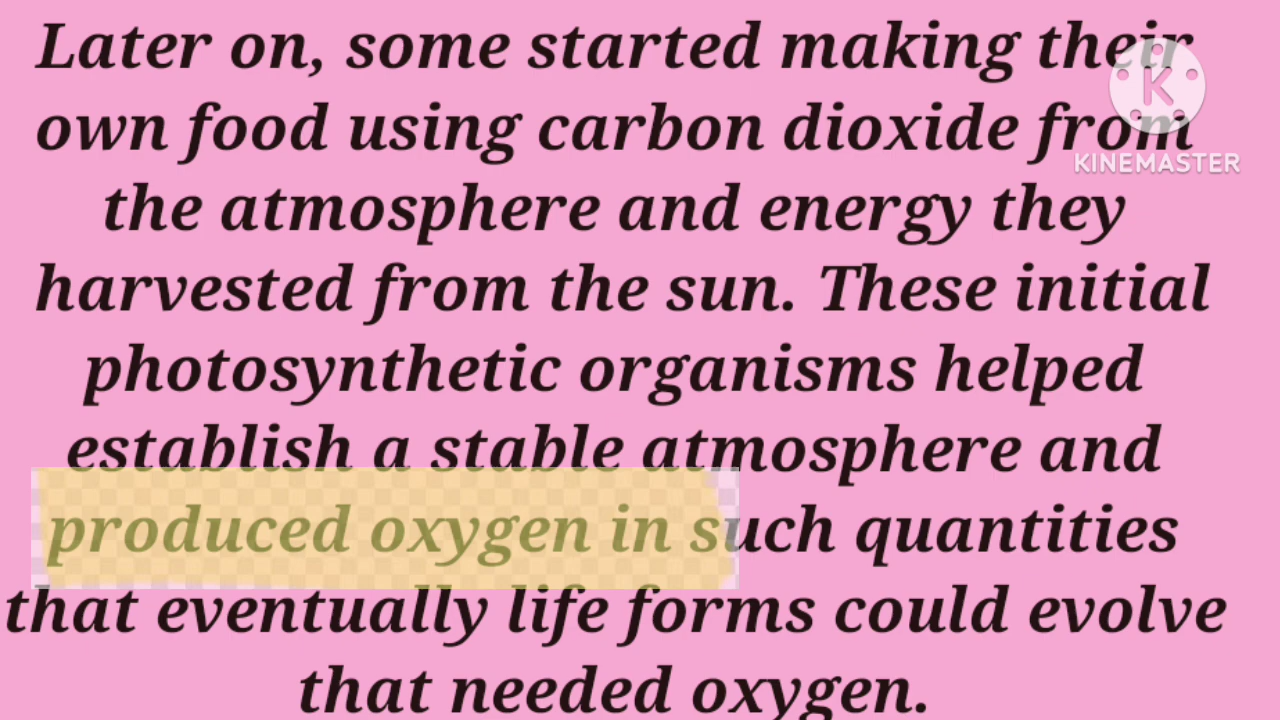 Later on, some started making their
own food using carbon dioxide from
the atmosphere and energy they
harvested from the sun. These initial
photosynthetic organisms helped
establish a stable atmosphere and
produced oxygen in such quantities
that eventually life forms could evolve
that needed oxygen.
K
KINEMASTER